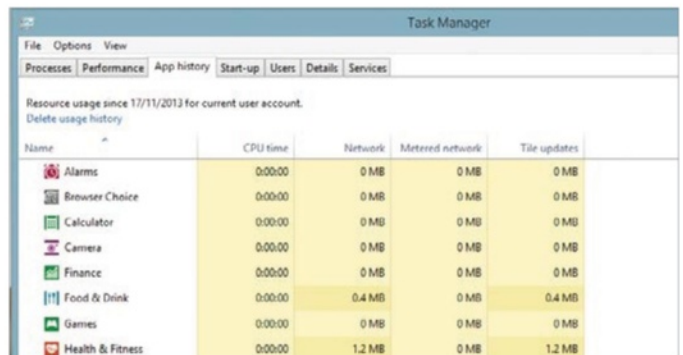 Task Manager
File Options View
Processes Performance App history Start-up Users Details Services
Resource usage since 17/11/2013 for current user account.
Delete usage history
Name CPU time Network Metered network Tile updates
Alarms 0:00:00 0 MB 0 MB 0 MB
Browser Choice 0:00:00 0 MB 0 MB 0 MB
Calculator 0:00:00 0 MB 0 MB 0 MB
Camera 0:00:00 0 MB 0 MB 0 MB
Finance 0:00:00 0 MB 0 MB 0 MB
Food & Drink 0:00:00 0.4 MB 0 MB 0.4 MB
Games 0:00:00 0 MB 0 MB 0 MB
Health & Fitness 0:00:00 1.2 MB 0 MB 1.2 MB